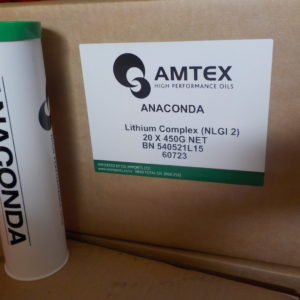 ANACONDA
AMTEX
HIGH PERFORMANCE OILS
ANACONDA
Lithium Complex (NLGI 2)
20 X 450G NET
BN 540521L15
60723